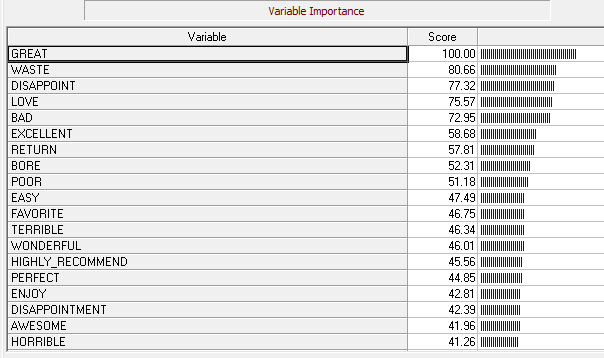 Variable Importance
Variable Score
GREAT 100.00
WASTE 80.66
DISAPPOINT 77.32
LOVE 75.57
BAD 72.95
EXCELLENT 58.68
RETURN 57.81
BORE 52.31
POOR 51.18
EASY 47.49
FAVORITE 46.75
TERRIBLE 46.34
WONDERFUL 46.01
HIGHLY_RECOMMEND 45.56
PERFECT 44.85
ENJOY 42.81
DISAPPOINTMENT 42.39
AWESOME 41.96
HORRIBLE 41.26